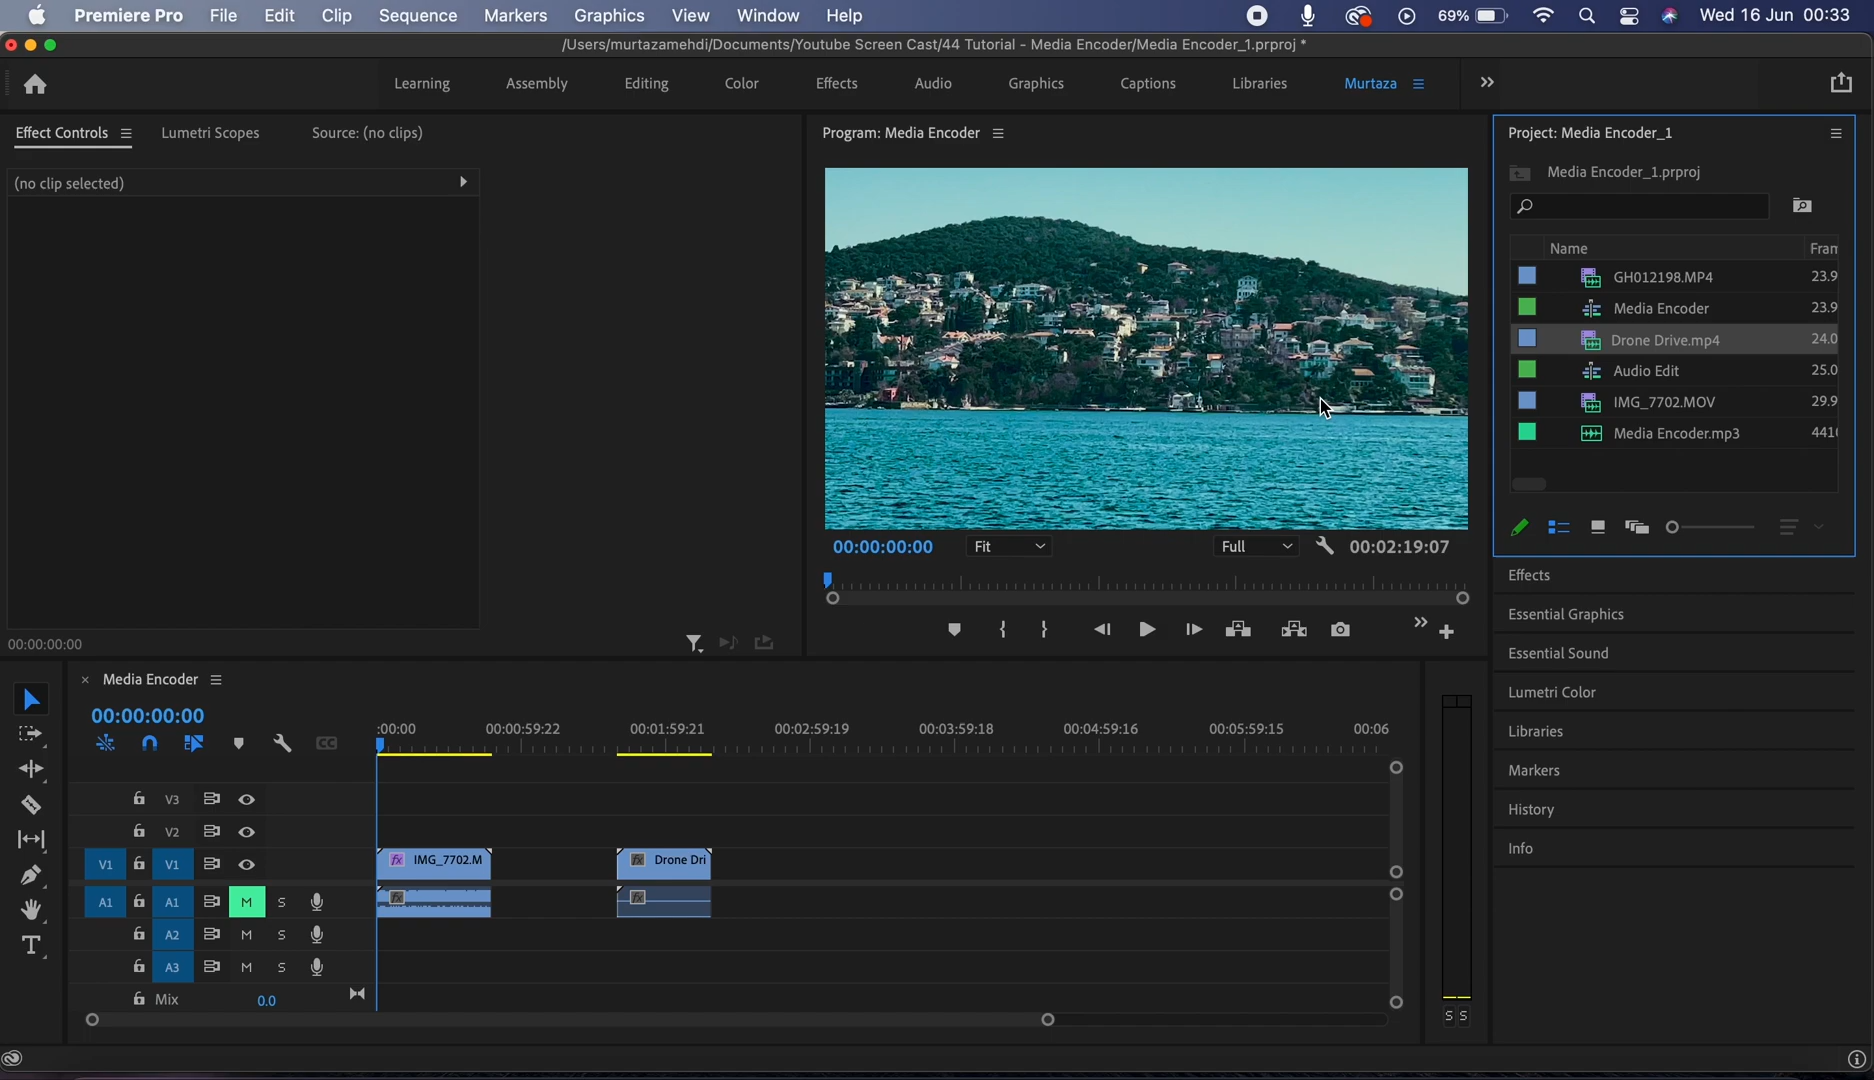 Premiere Pro File Edit Clip Sequence Markers Graphics View Window Help 69% Wed 16 Jun 00:33
/Users/murtazamehdi/Documents/Youtube Screen Cast/44 Tutorial - Media Encoder/Media Encoder_1.prproj *
Learning Assembly Editing Color Effects Audio Graphics Captions Libraries Murtaza
Effect Controls Lumetri Scopes Source: (no clips)
(no clip selected)
00:00:00:00
Program: Media Encoder
00:00:00:00 Fit Full 00:02:19:07
Project: Media Encoder_1
Media Encoder_1.prproj
Name Fram
GH012198.MP4 23.9
Media Encoder 23.9
Drone Drive.mp4 24.0
Audio Edit 25.0
IMG_7702.MOV 29.9
Media Encoder.mp3 441
Effects
Essential Graphics
Essential Sound
Lumetri Color
Libraries
Markers
History
Info
× Media Encoder
00:00:00:00
:00:00 00:00:59:22 00:01:59:21 00:02:59:19 00:03:59:18 00:04:59:16 00:05:59:15 00:06
CC
V3
V2
V1 V1 fx IMG_7702.M fx Drone Dri
A1 A1 M S fx fx
A2 M S
A3 M S
Mix 0.0
S S